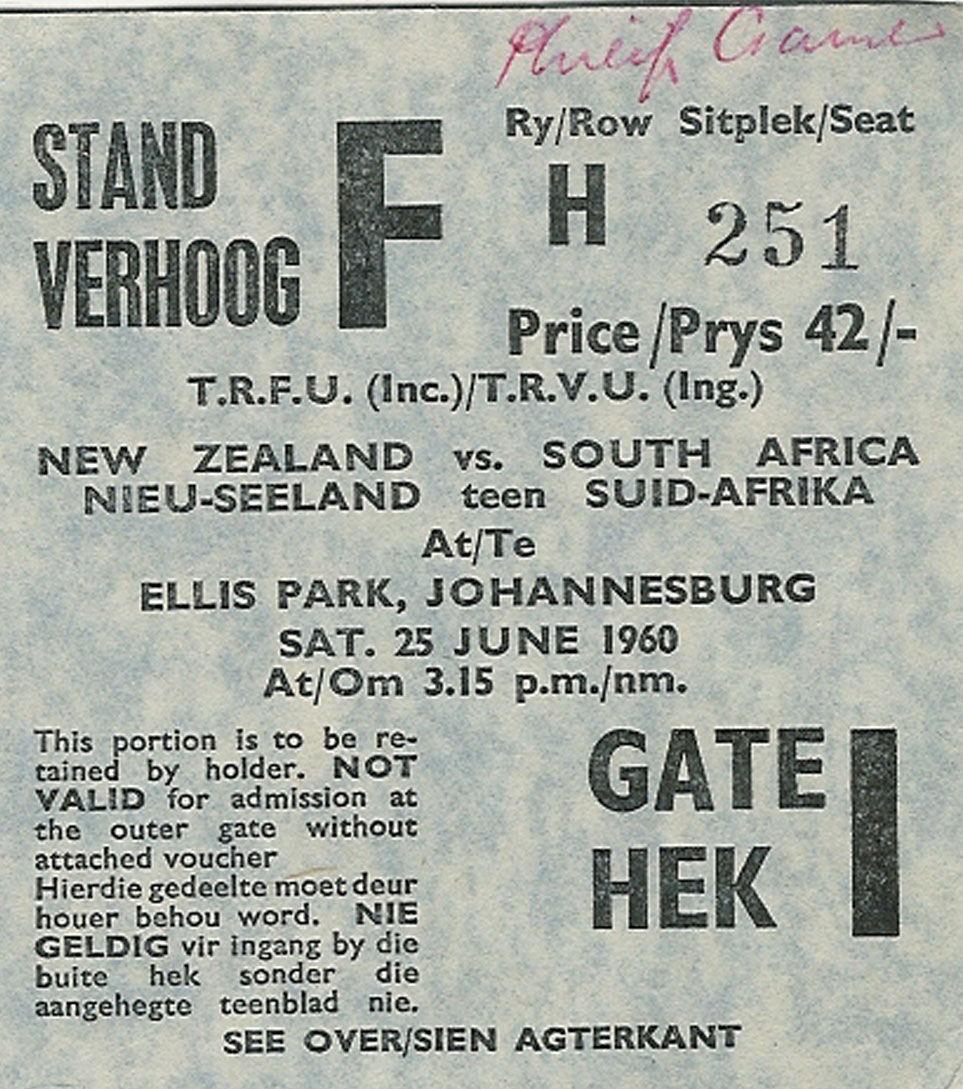 STAND F
VERHOOG
Ry/Row Sitplek/Seat
H 251
Price/Prys 42/-
T.R.F.U. (Inc.)/T.R.V.U. (Ing.)
NEW ZEALAND vs. SOUTH AFRICA
NIEU-SEELAND teen SUID-AFRIKA
At/Te
ELLIS PARK, JOHANNESBURG
SAT. 25 JUNE 1960
At/Om 3.15 p.m./nm.
This portion is to be re-
tained by holder. NOT
VALID for admission at
the outer gate without
attached voucher
Hierdie gedeelte moet deur
houer behou word. NIE
GELDIG vir ingang by die
buite hek sonder die
aangehegte teenblad nie.
GATE I
HEK
SEE OVER/SIEN AGTERKANT